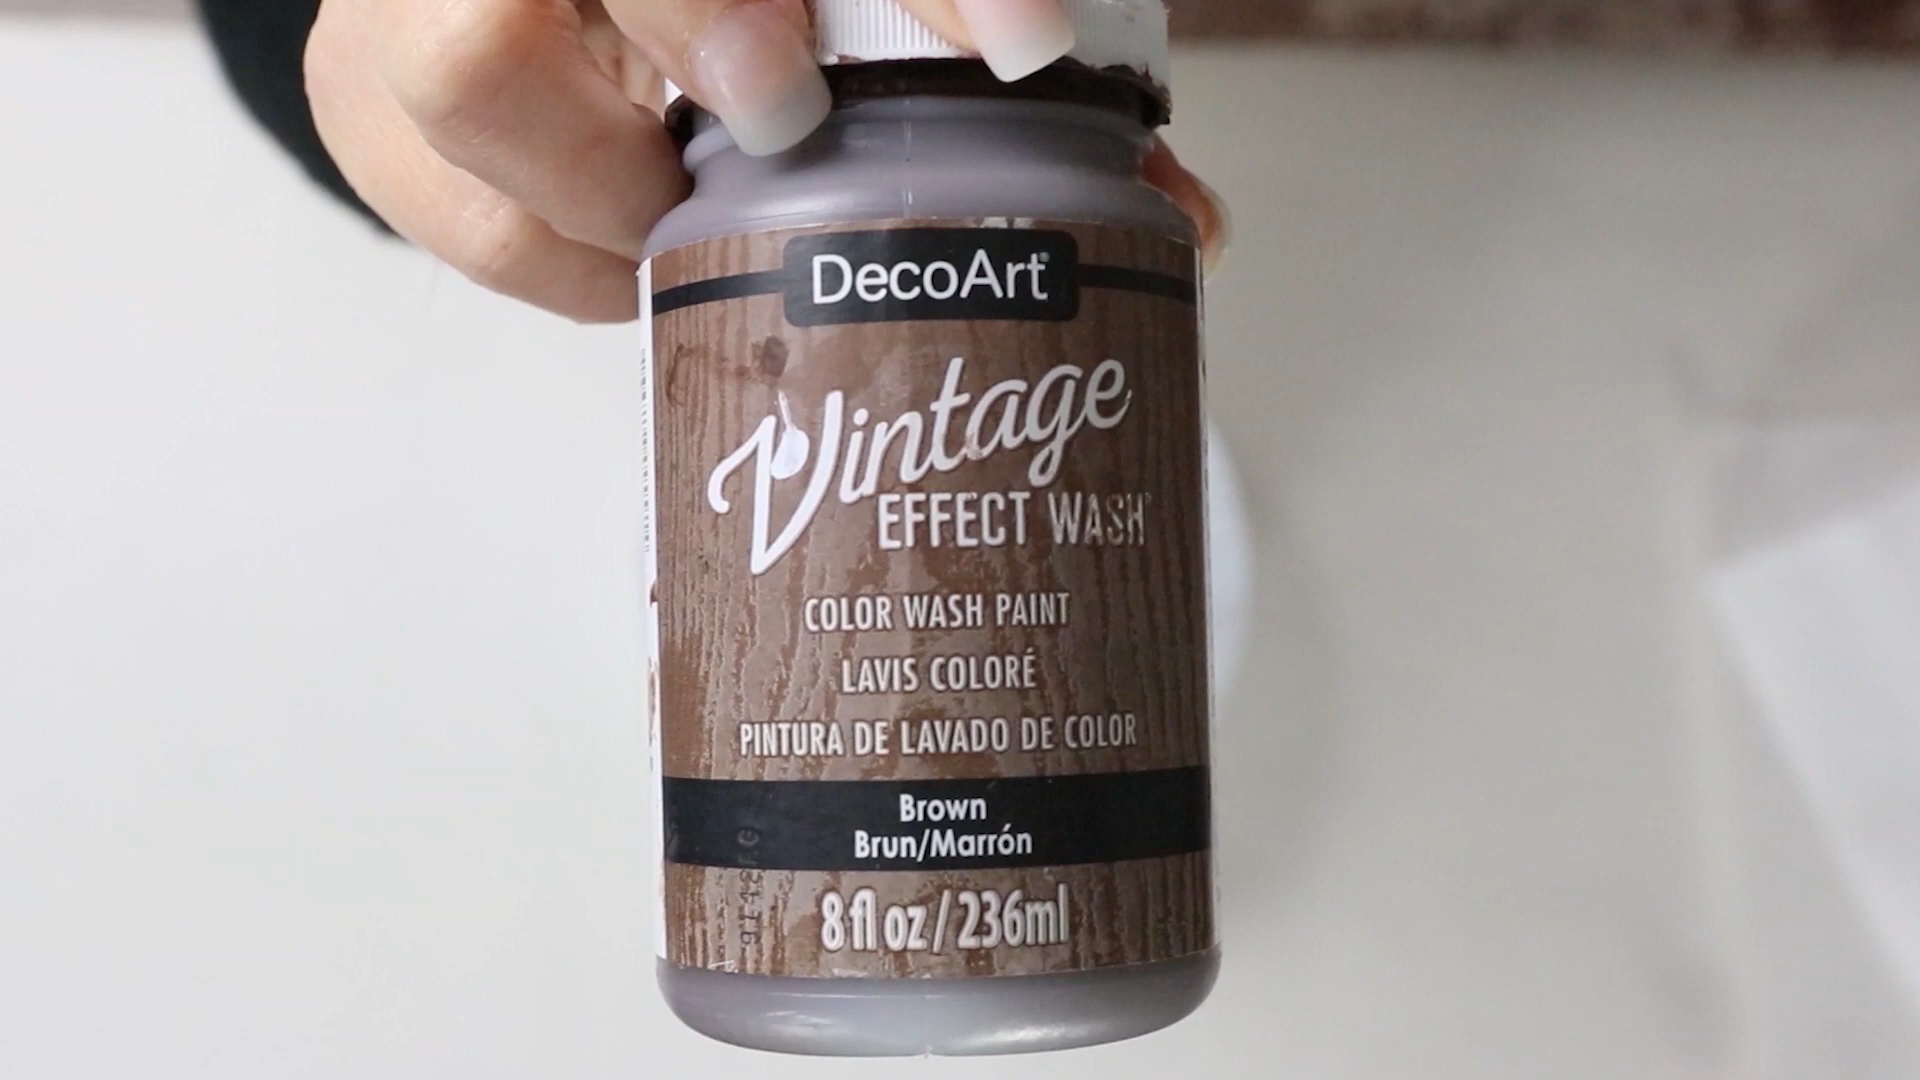 DecoArt®
Vintage
EFFECT WASH
COLOR WASH PAINT
LAVIS COLORÉ
PINTURA DE LAVADO DE COLOR
Brown
Brun/Marrón
8 fl oz / 236ml